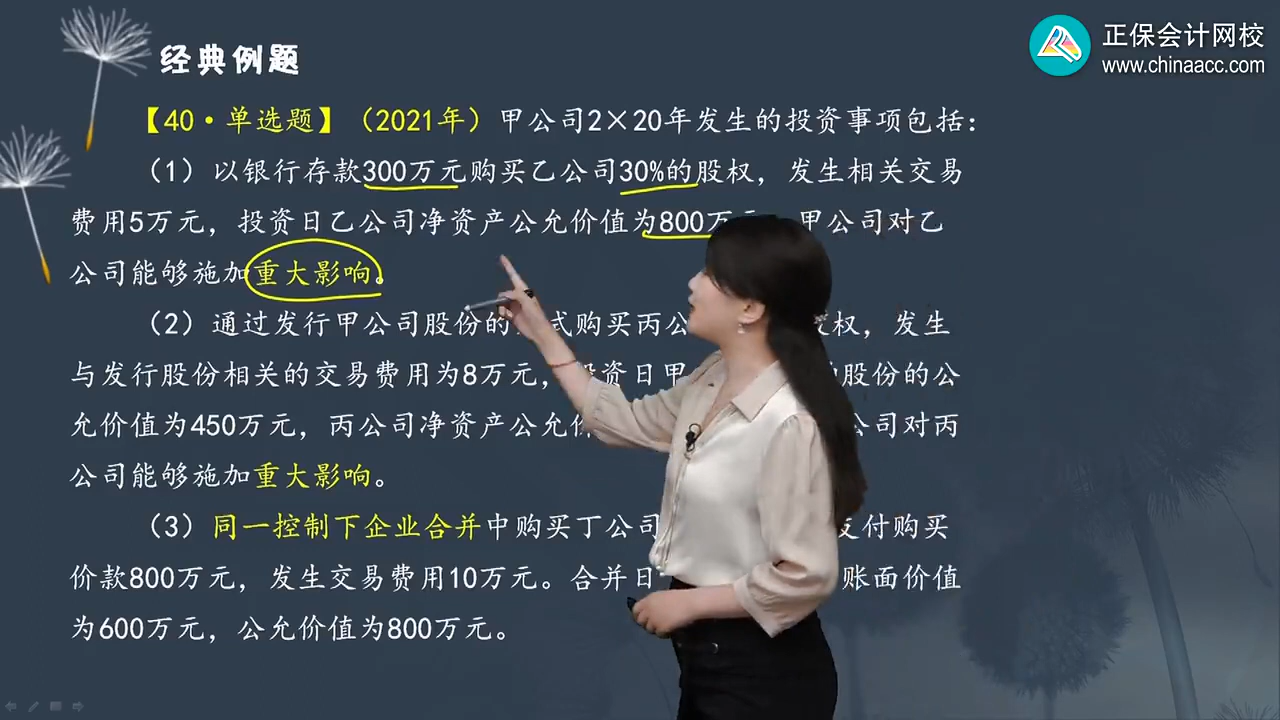 正保会计网校
www.chinaacc.com
经典例题
【40·单选题】（2021年）甲公司2×20年发生的投资事项包括：
（1）以银行存款300万元购买乙公司30%的股权，发生相关交易
费用5万元，投资日乙公司净资产公允价值为800万 甲公司对乙
公司能够施加重大影响。
（2）通过发行甲公司股份的 式购买丙公 权，发生
与发行股份相关的交易费用为8万元， 资日甲 股份的公
允价值为450万元，丙公司净资产公允价 公司对丙
公司能够施加重大影响。
（3）同一控制下企业合并中购买丁公司 支付购买
价款800万元，发生交易费用10万元。合并日 账面价值
为600万元，公允价值为800万元。